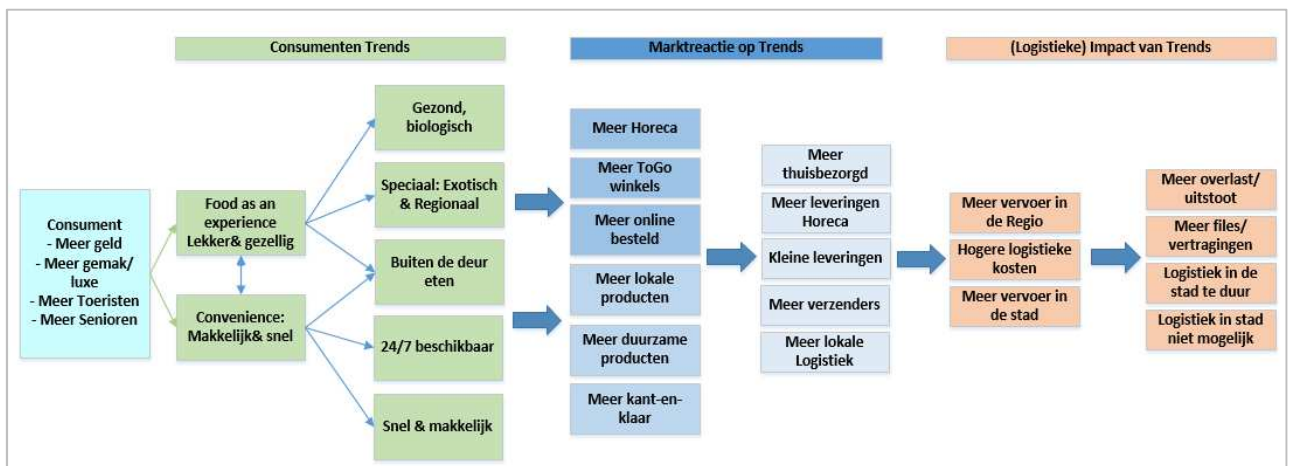 Consumenten Trends
Marktreactie op Trends
(Logistieke) Impact van Trends
Consument
- Meer geld
- Meer gemak/
luxe
- Meer Toeristen
- Meer Senioren
Food as an
experience
Lekker& gezellig
Convenience:
Makkelijk& snel
Gezond,
biologisch
Speciaal: Exotisch
& Regionaal
Buiten de deur
eten
24/7 beschikbaar
Snel & makkelijk
Meer Horeca
Meer ToGo
winkels
Meer online
besteld
Meer lokale
producten
Meer duurzame
producten
Meer kant-en-
klaar
Meer
thuisbezorgd
Meer leveringen
Horeca
Kleine leveringen
Meer verzenders
Meer lokale
Logistiek
Meer vervoer in
de Regio
Hogere logistieke
kosten
Meer vervoer in
de stad
Meer overlast/
uitstoot
Meer files/
vertragingen
Logistiek in de
stad te duur
Logistiek in stad
niet mogelijk